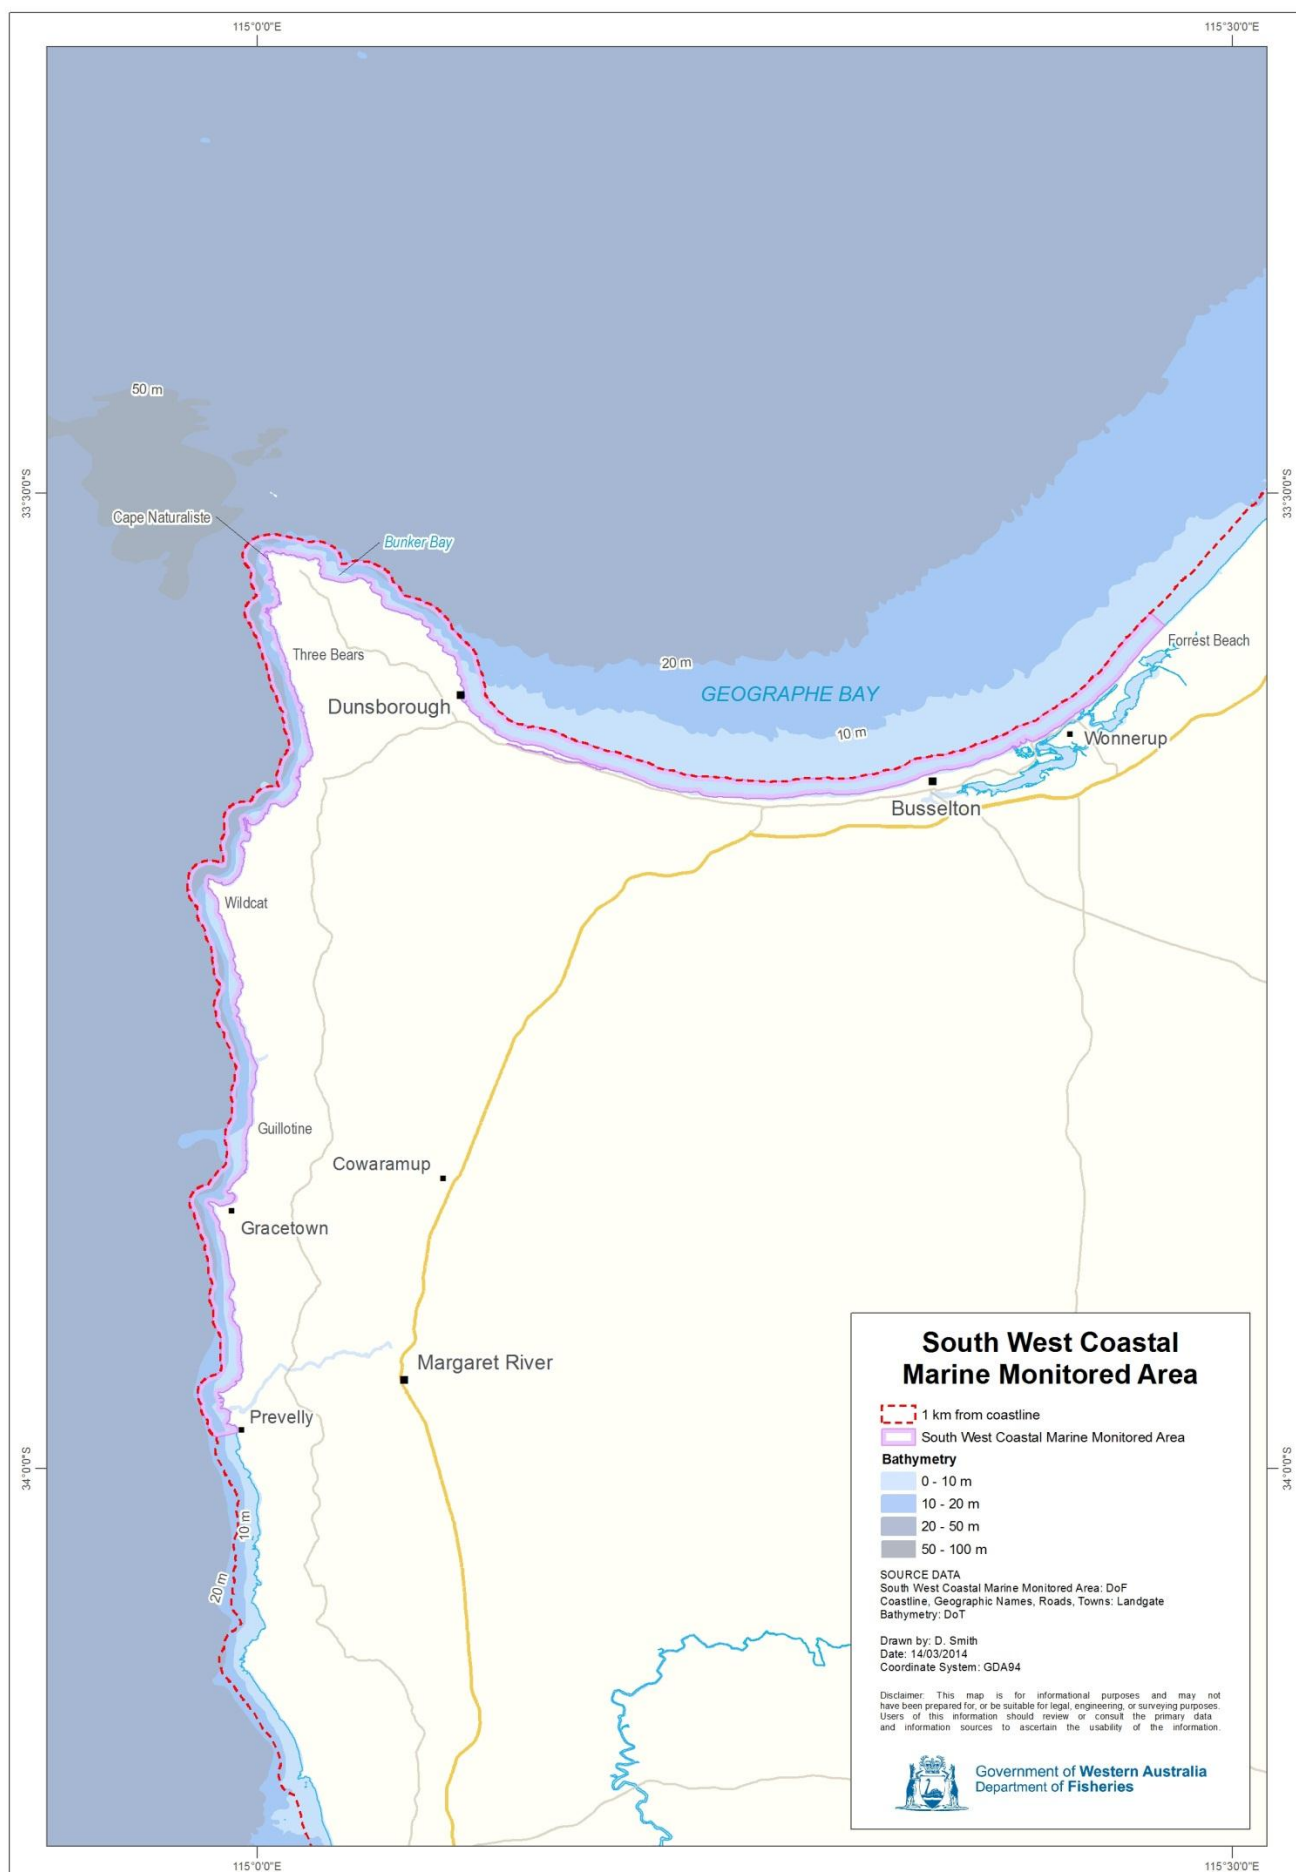 115°0'0"E
115°30'0"E
50 m
33°30'0"S
33°30'0"S
Cape Naturaliste
Bunker Bay
Three Bears
Forrest Beach
20 m
GEOGRAPHE BAY
Dunsborough
10 m
Wonnerup
Busselton
Wildcat
Guillotine
Cowaramup
Gracetown
Margaret River
Prevelly
34°0'0"S
34°0'0"S
10 m
20 m
South West Coastal
Marine Monitored Area
1 km from coastline
South West Coastal Marine Monitored Area
Bathymetry
0 - 10 m
10 - 20 m
20 - 50 m
50 - 100 m
SOURCE DATA
South West Coastal Marine Monitored Area: DoF
Coastline, Geographic Names, Roads, Towns: Landgate
Bathymetry: DoT
Drawn by: D. Smith
Date: 14/03/2014
Coordinate System: GDA94
Disclaimer: This map is for informational purposes and may not
have been prepared for, or be suitable for legal, engineering, or surveying purposes.
Users of this information should review or consult the primary data
and information sources to ascertain the usability of the information.
Government of Western Australia
Department of Fisheries
115°0'0"E
115°30'0"E